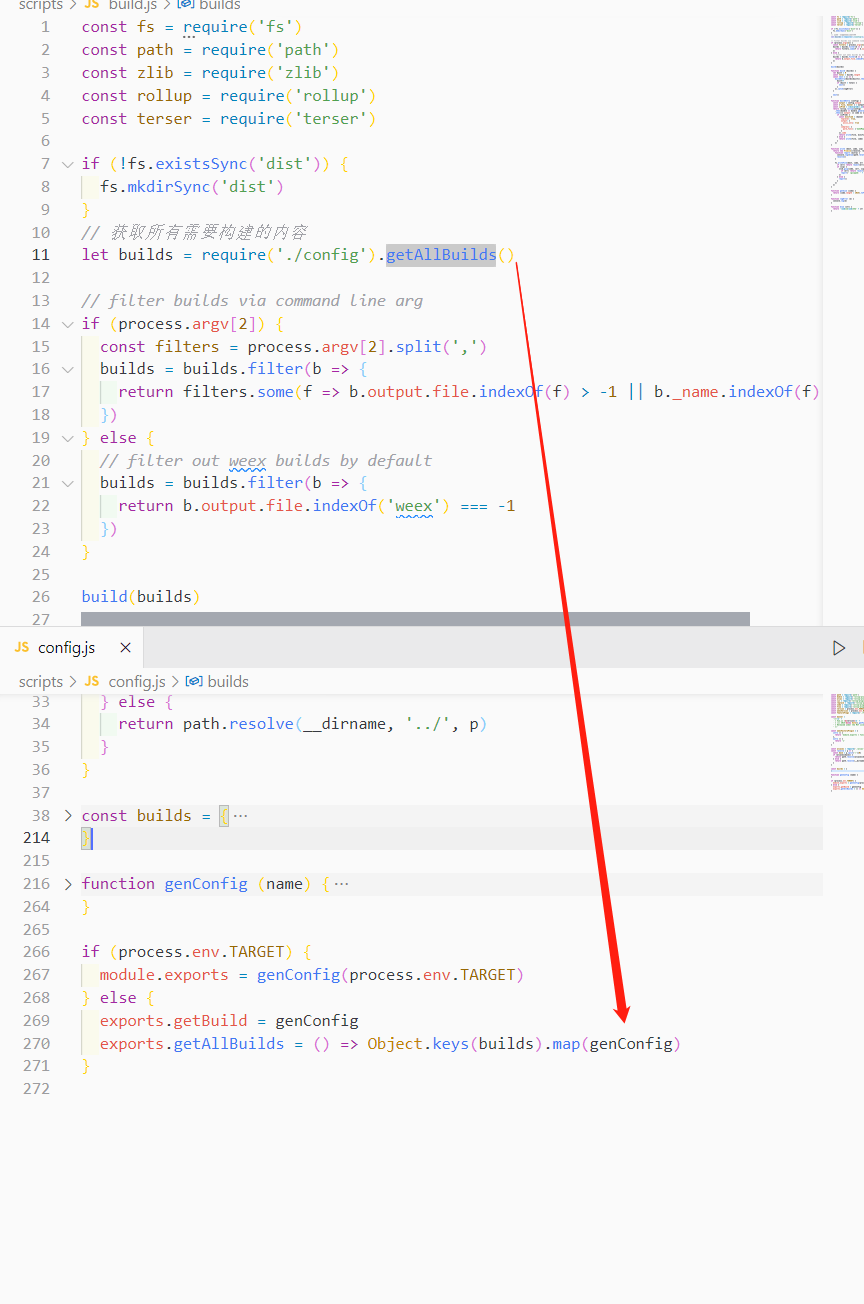 scripts > JS build.js > builds
1 const fs = require('fs')
2 const path = require('path')
3 const zlib = require('zlib')
4 const rollup = require('rollup')
5 const terser = require('terser')
6
7 if (!fs.existsSync('dist')) {
8 fs.mkdirSync('dist')
9 }
10 // 获取所有需要构建的内容
11 let builds = require('./config').getAllBuilds()
12
13 // filter builds via command line arg
14 if (process.argv[2]) {
15 const filters = process.argv[2].split(',')
16 builds = builds.filter(b => {
17 return filters.some(f => b.output.file.indexOf(f) > -1 || b._name.indexOf(f)
18 })
19 } else {
20 // filter out weex builds by default
21 builds = builds.filter(b => {
22 return b.output.file.indexOf('weex') === -1
23 })
24 }
25
26 build(builds)
27
JS config.js ×
scripts > JS config.js > builds
33 } else {
34 return path.resolve(__dirname, '../', p)
35 }
36 }
37
38 const builds = { ···
214 }
215
216 function genConfig (name) { ···
264 }
265
266 if (process.env.TARGET) {
267 module.exports = genConfig(process.env.TARGET)
268 } else {
269 exports.getBuild = genConfig
270 exports.getAllBuilds = () => Object.keys(builds).map(genConfig)
271 }
272